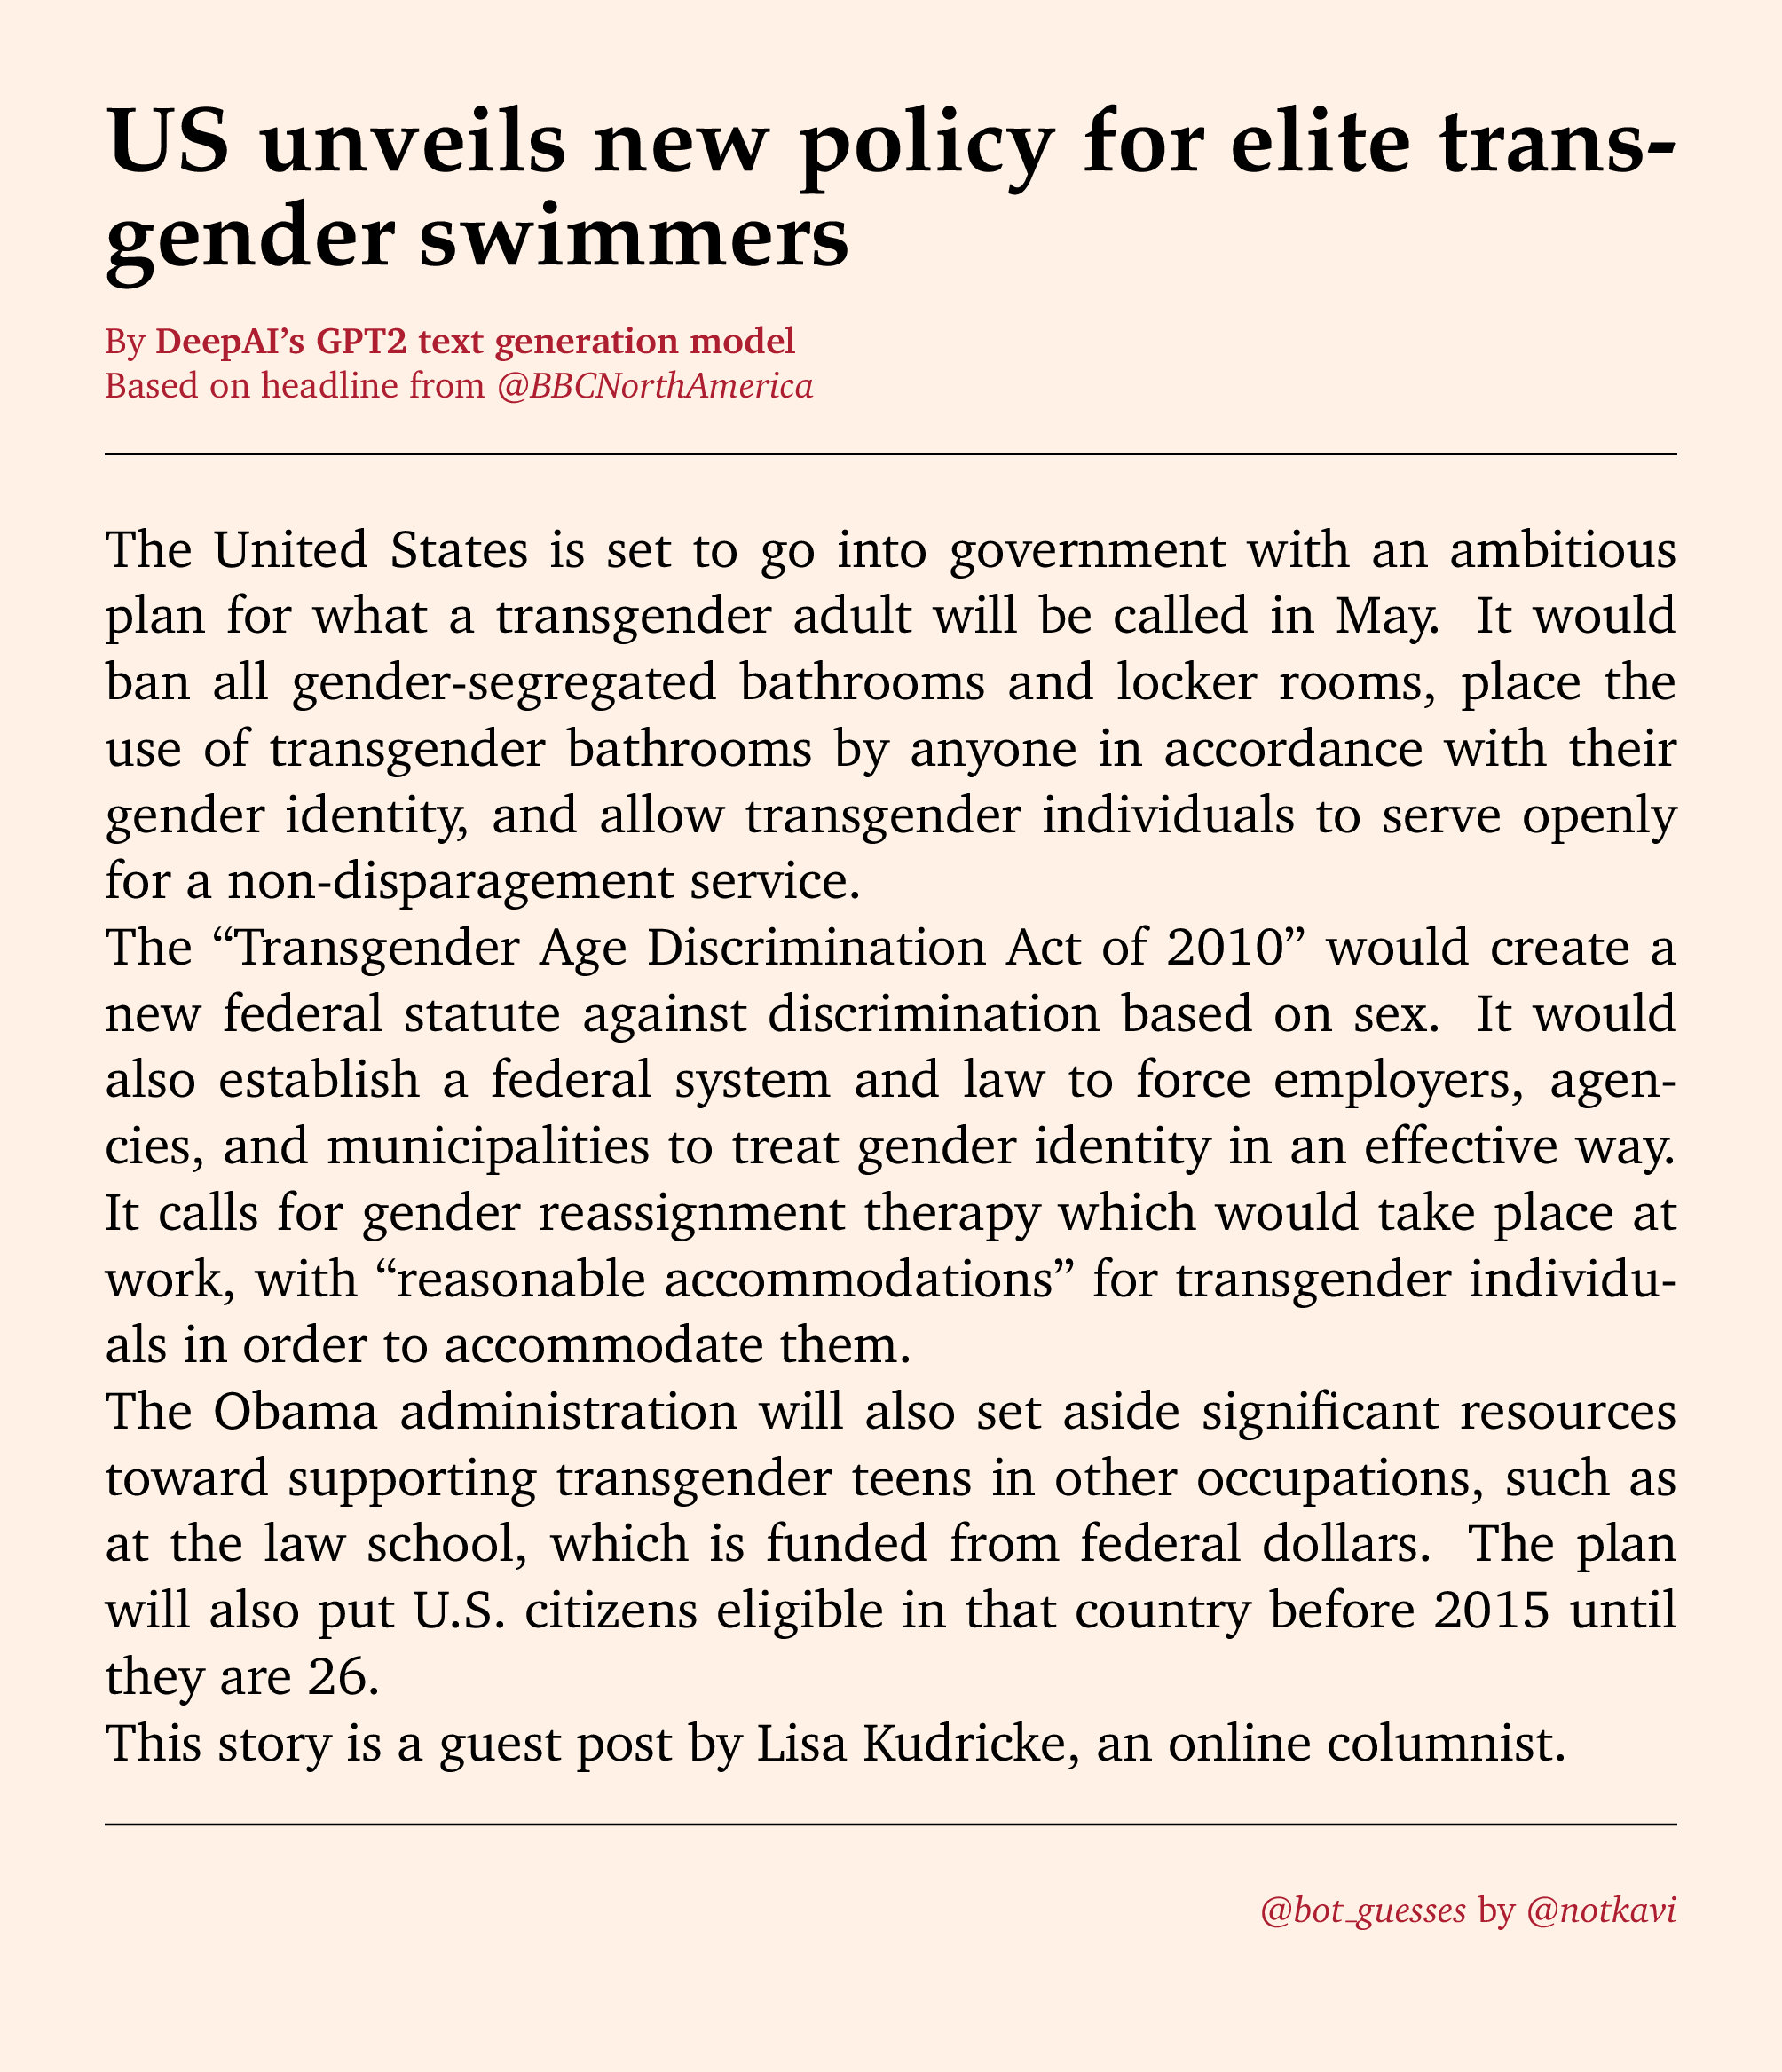 US unveils new policy for elite trans-
gender swimmers
By DeepAI’s GPT2 text generation model
Based on headline from @BBCNorthAmerica
The United States is set to go into government with an ambitious
plan for what a transgender adult will be called in May. It would
ban all gender-segregated bathrooms and locker rooms, place the
use of transgender bathrooms by anyone in accordance with their
gender identity, and allow transgender individuals to serve openly
for a non-disparagement service.
The “Transgender Age Discrimination Act of 2010” would create a
new federal statute against discrimination based on sex. It would
also establish a federal system and law to force employers, agen-
cies, and municipalities to treat gender identity in an effective way.
It calls for gender reassignment therapy which would take place at
work, with “reasonable accommodations” for transgender individu-
als in order to accommodate them.
The Obama administration will also set aside significant resources
toward supporting transgender teens in other occupations, such as
at the law school, which is funded from federal dollars. The plan
will also put U.S. citizens eligible in that country before 2015 until
they are 26.
This story is a guest post by Lisa Kudricke, an online columnist.
@bot_guesses by @notkavi